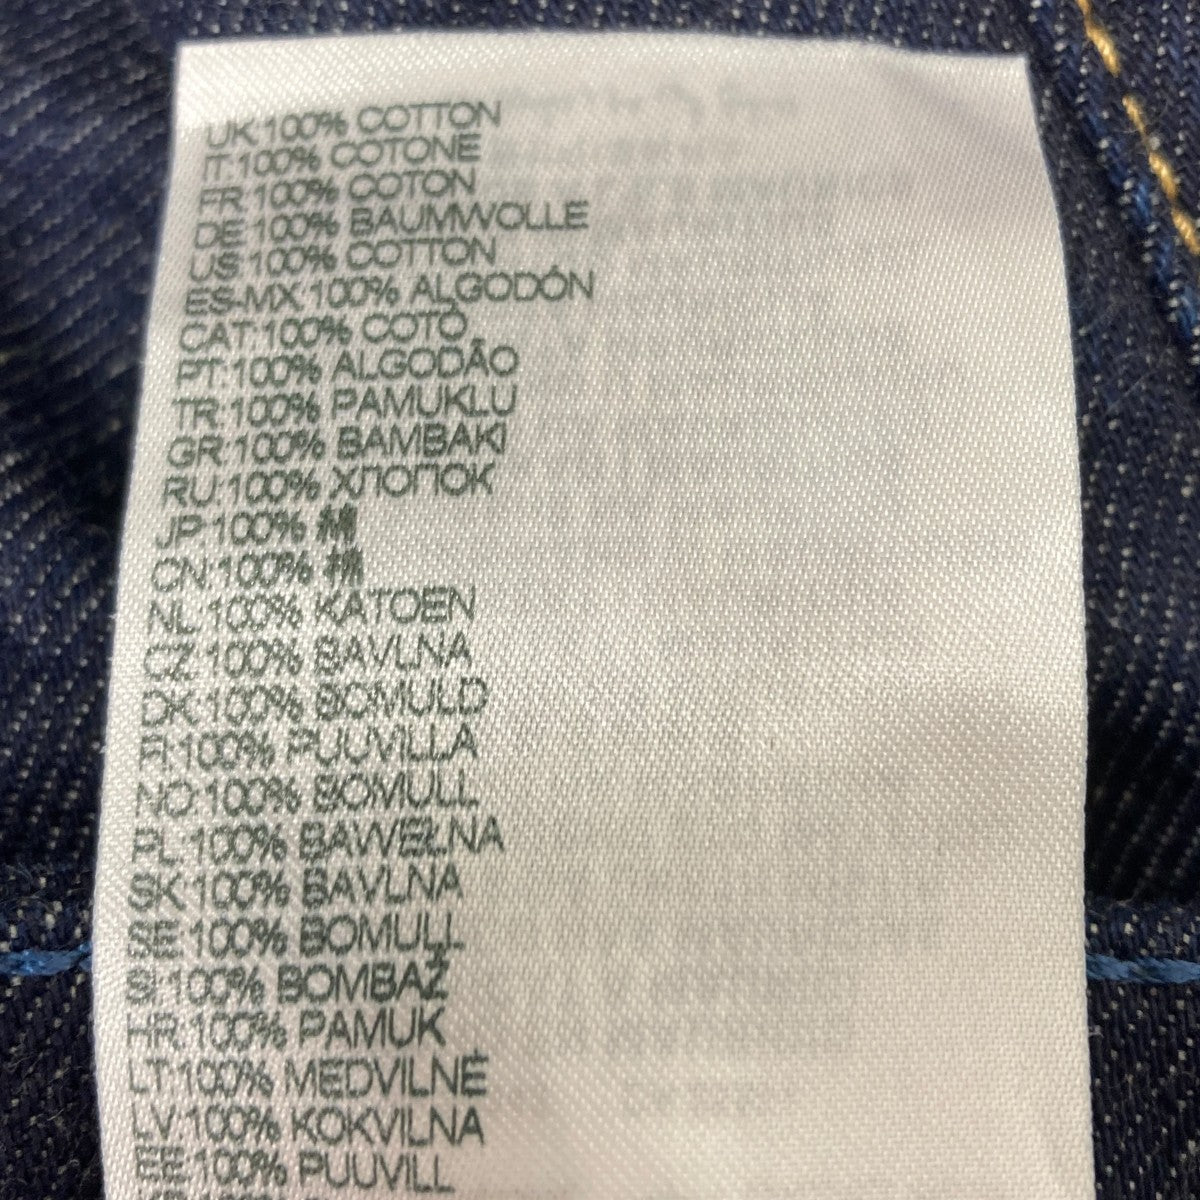 UK:100% COTTON
IT:100% COTONE
FR:100% COTON
DE:100% BAUMWOLLE
US:100% COTTON
ES-MX:100% ALGODÓN
CAT:100% COTÓ
PT:100% ALGODÃO
TR:100% PAMUKLU
GR:100% BAMBAKI
RU:100% ХЛОПОК
JP:100% 綿
CN:100% 棉
NL:100% KATOEN
CZ:100% BAVLNA
DK:100% BOMULD
FI:100% PUUVILLA
NO:100% BOMULL
PL:100% BAWEŁNA
SK:100% BAVLNA
SE:100% BOMULL
SI:100% BOMBAŽ
HR:100% PAMUK
LT:100% MEDVILNĖ
LV:100% KOKVILNA
EE:100% PUUVILL